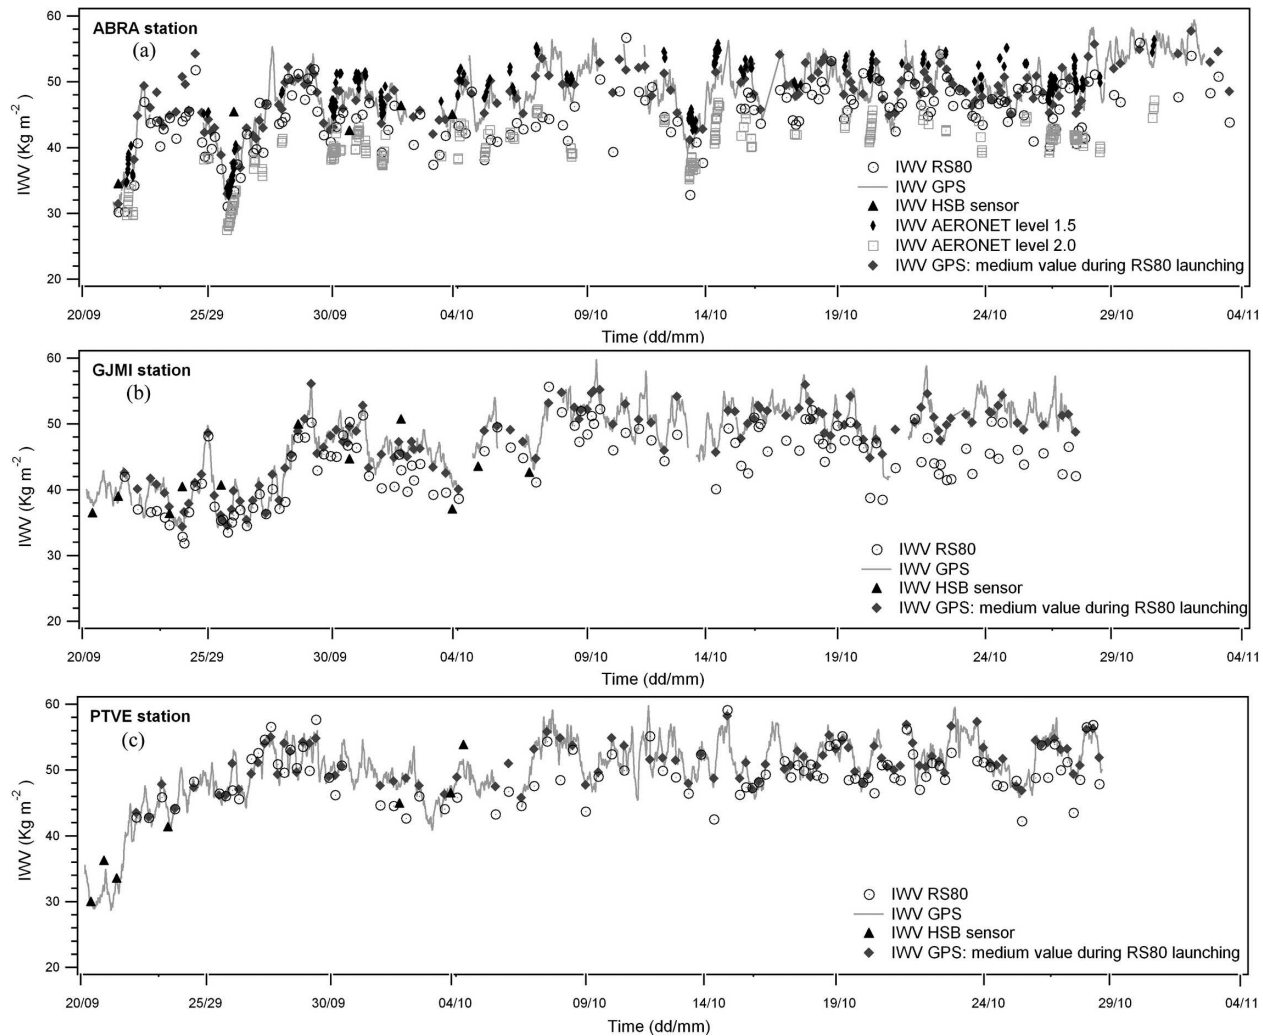 ABRA station
(a)
60
50
40
30
20
IWV (Kg m-2 )
IWV RS80
IWV GPS
IWV HSB sensor
IWV AERONET level 1.5
IWV AERONET level 2.0
IWV GPS: medium value during RS80 launching
20/09 25/29 30/09 04/10 09/10 14/10 19/10 24/10 29/10 04/11
Time (dd/mm)
GJMI station
(b)
60
50
40
30
20
IWV (Kg m-2 )
IWV RS80
IWV GPS
IWV HSB sensor
IWV GPS: medium value during RS80 launching
20/09 25/29 30/09 04/10 09/10 14/10 19/10 24/10 29/10 04/11
Time (dd/mm)
PTVE station
(c)
60
50
40
30
20
IWV (Kg m-2 )
IWV RS80
IWV GPS
IWV HSB sensor
IWV GPS: medium value during RS80 launching
20/09 25/29 30/09 04/10 09/10 14/10 19/10 24/10 29/10 04/11
Time (dd/mm)